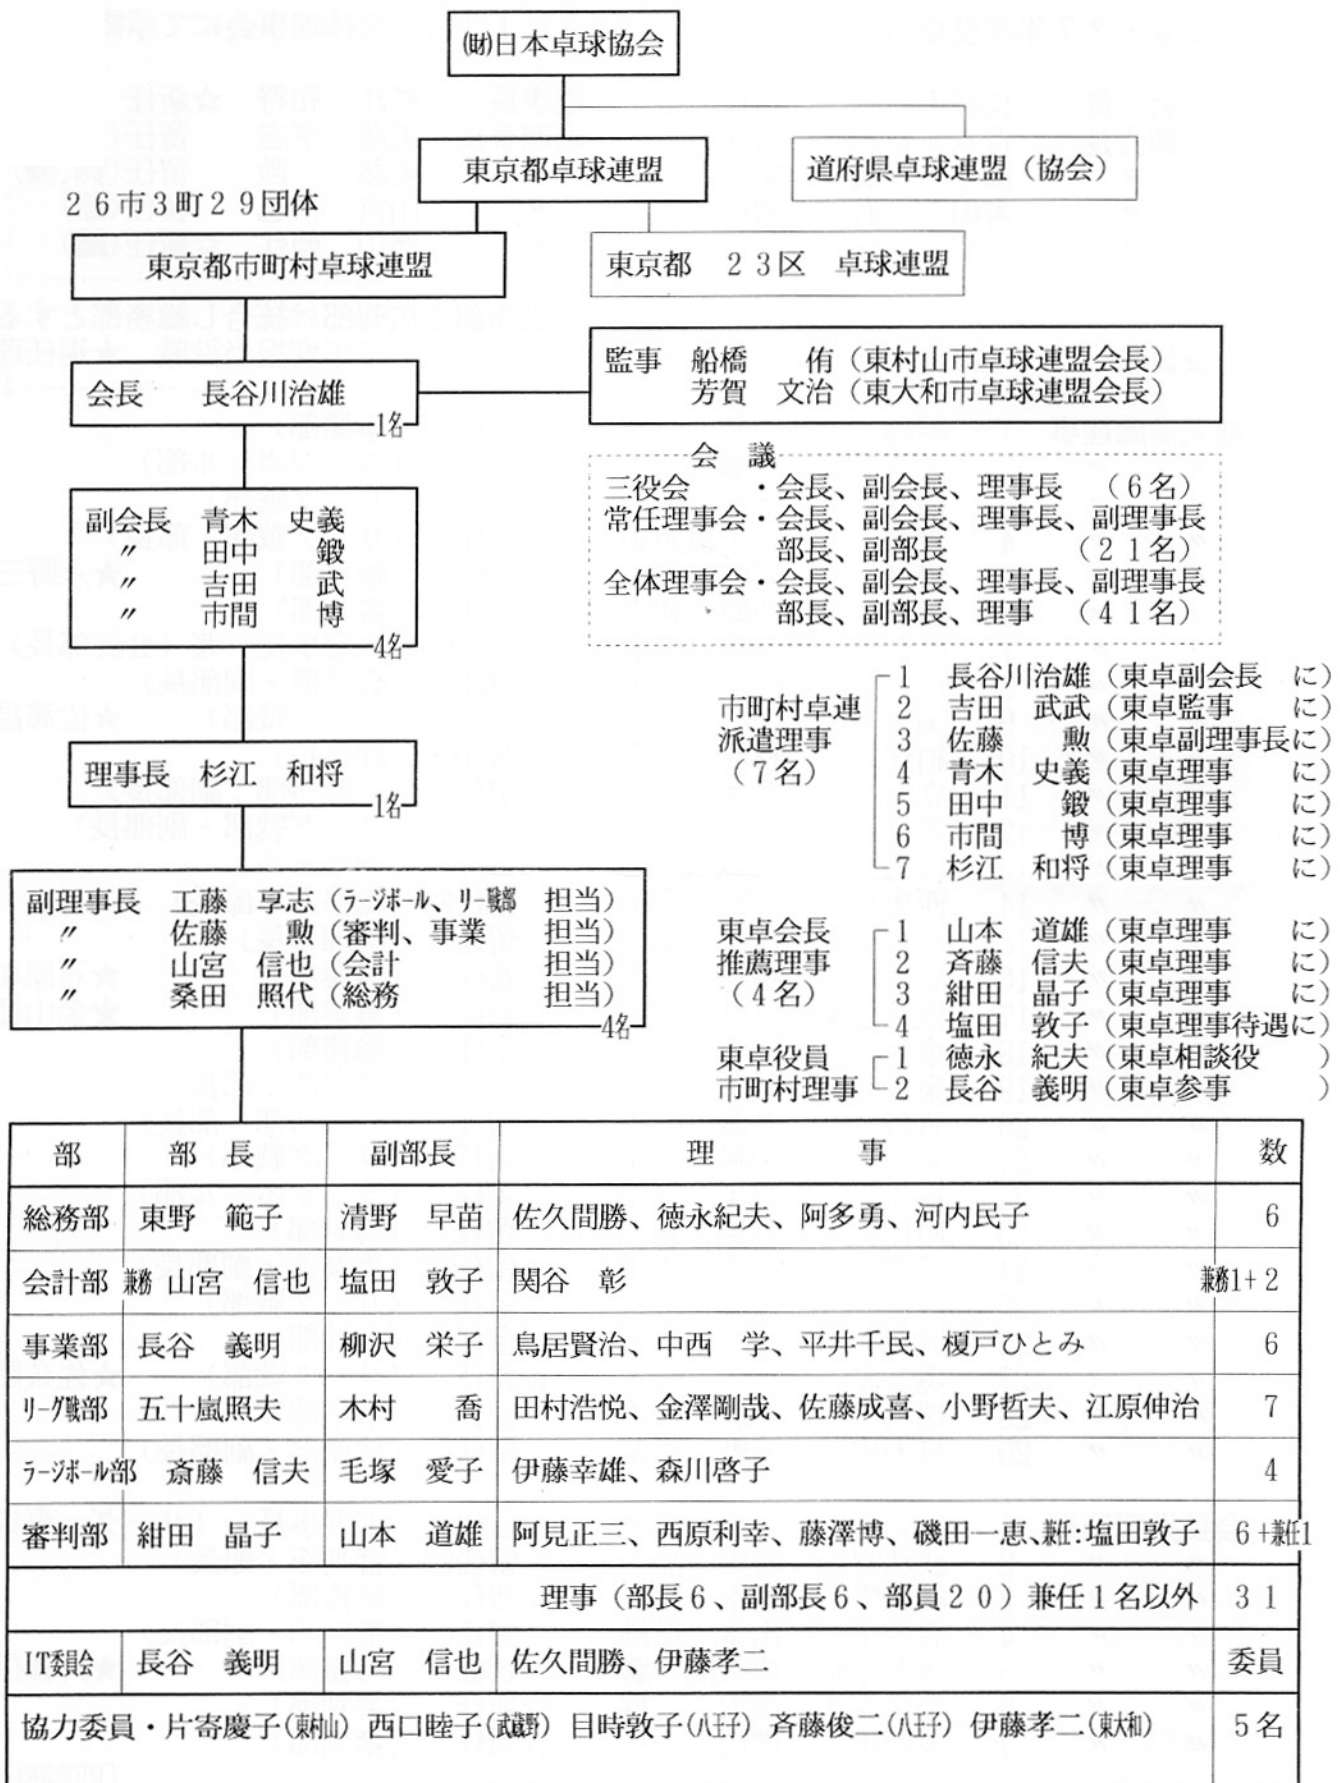 ㈶日本卓球協会
東京都卓球連盟
道府県卓球連盟（協会）
２６市３町２９団体
東京都市町村卓球連盟
東京都　２３区　卓球連盟
会長　長谷川治雄
1名
監事　船橋　　侑（東村山市卓球連盟会長）
芳賀　文治（東大和市卓球連盟会長）
会　議
三役会　　・会長、副会長、理事長　（６名）
常任理事会・会長、副会長、理事長、副理事長
部長、副部長　　　　（２１名）
全体理事会・会長、副会長、理事長、副理事長
部長、副部長、理事　（４１名）
副会長　青木　史義
〃　田中　　鍛
〃　吉田　　武
〃　市間　　博
4名
理事長　杉江　和将
1名
市町村卓連
派遣理事
（７名）
1　長谷川治雄（東卓副会長　に）
2　吉田　武武（東卓監事　　に）
3　佐藤　　勲（東卓副理事長に）
4　青木　史義（東卓理事　　に）
5　田中　　鍛（東卓理事　　に）
6　市間　　博（東卓理事　　に）
7　杉江　和将（東卓理事　　に）
副理事長　工藤　享志（ﾗｰｼﾞﾎﾞｰﾙ、ﾘｰｸﾞ戦部　担当）
〃　佐藤　　勲（審判、事業　　担当）
〃　山宮　信也（会計　　　　　担当）
〃　桑田　照代（総務　　　　　担当）
4名
東卓会長
推薦理事
（４名）
1　山本　道雄（東卓理事　　に）
2　斉藤　信夫（東卓理事　　に）
3　紺田　晶子（東卓理事　　に）
4　塩田　敦子（東卓理事待遇に）
東卓役員
市町村理事
1　徳永　紀夫（東卓相談役　　）
2　長谷　義明（東卓参事　　　）
部　部　長　副部長　理　　　事　数
総務部　東野　範子　清野　早苗　佐久間勝、徳永紀夫、阿多勇、河内民子　6
会計部　兼務 山宮　信也　塩田　敦子　関谷　彰　兼務1+2
事業部　長谷　義明　柳沢　栄子　鳥居賢治、中西　学、平井千民、榎戸ひとみ　6
ﾘｰｸﾞ戦部　五十嵐照夫　木村　　喬　田村浩悦、金澤剛哉、佐藤成喜、小野哲夫、江原伸治　7
ﾗｰｼﾞﾎﾞｰﾙ部　斎藤　信夫　毛塚　愛子　伊藤幸雄、森川啓子　4
審判部　紺田　晶子　山本　道雄　阿見正三、西原利幸、藤澤博、磯田一恵、兼任:塩田敦子　6+兼任1
理事（部長６、副部長６、部員２０）兼任１名以外　３１
IT委員会　長谷　義明　山宮　信也　佐久間勝、伊藤孝二　委員
協力委員・片寄慶子(東村山)　西口睦子(武蔵野)　目時敦子(八王子)　斉藤俊二(八王子)　伊藤孝二(東大和)　５名